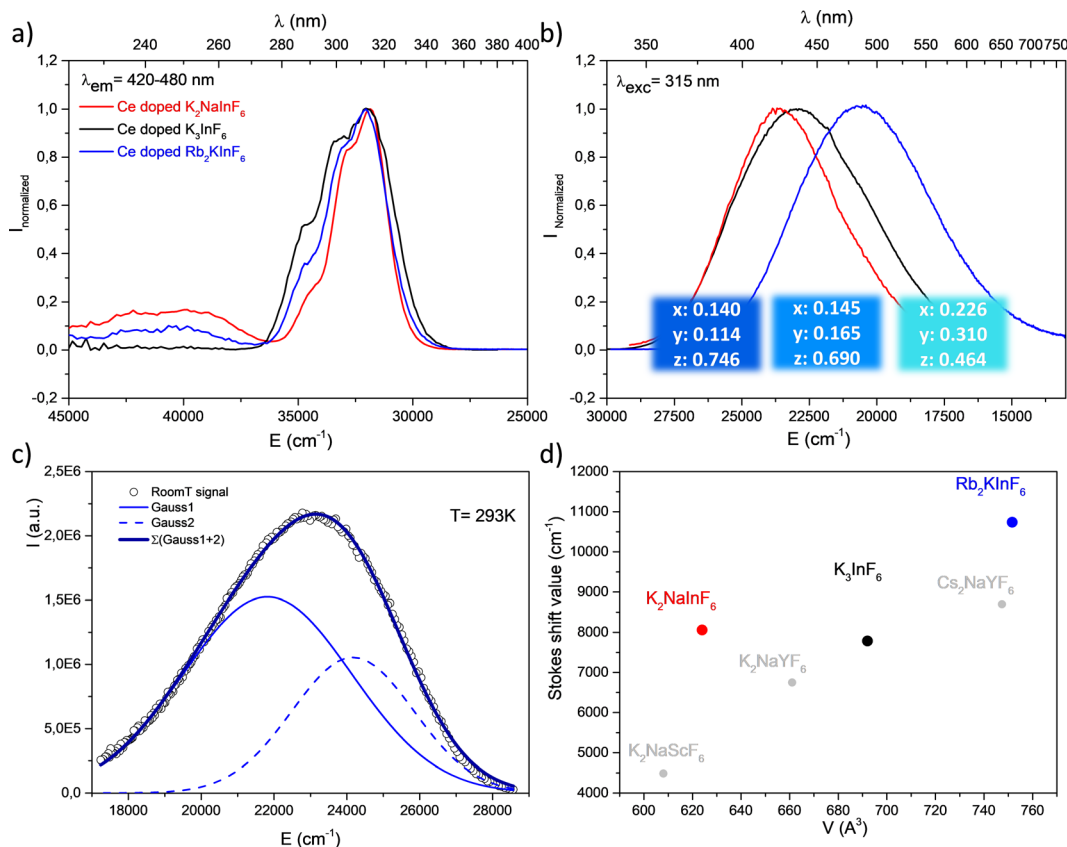 a)
λ (nm)
240 260 280 300 320 340 360 380 400
1,2
1,0
0,8
0,6
0,4
0,2
0,0
-0,2
I_normalized
λ_em= 420-480 nm
Ce doped K₂NaInF₆
Ce doped K₃InF₆
Ce doped Rb₂KInF₆
45000 40000 35000 30000 25000
E (cm⁻¹)
b)
λ (nm)
350 400 450 500 550 600 650 700 750
1,2
1,0
0,8
0,6
0,4
0,2
0,0
-0,2
I_Normalized
λ_exc= 315 nm
x: 0.140
y: 0.114
z: 0.746
x: 0.145
y: 0.165
z: 0.690
x: 0.226
y: 0.310
z: 0.464
30000 27500 25000 22500 20000 17500 15000
E (cm⁻¹)
c)
2,5E6
2,0E6
1,5E6
1,0E6
5,0E5
0,0
I (a.u.)
RoomT signal
Gauss1
Gauss2
Σ(Gauss1+2)
T= 293K
18000 20000 22000 24000 26000 28000
E (cm⁻¹)
d)
12000
11000
10000
9000
8000
7000
6000
5000
4000
Stokes shift value (cm⁻¹)
Rb₂KInF₆
K₃InF₆
Cs₂NaYF₆
K₂NaInF₆
K₂NaYF₆
K₂NaScF₆
600 620 640 660 680 700 720 740 760
V (A³)